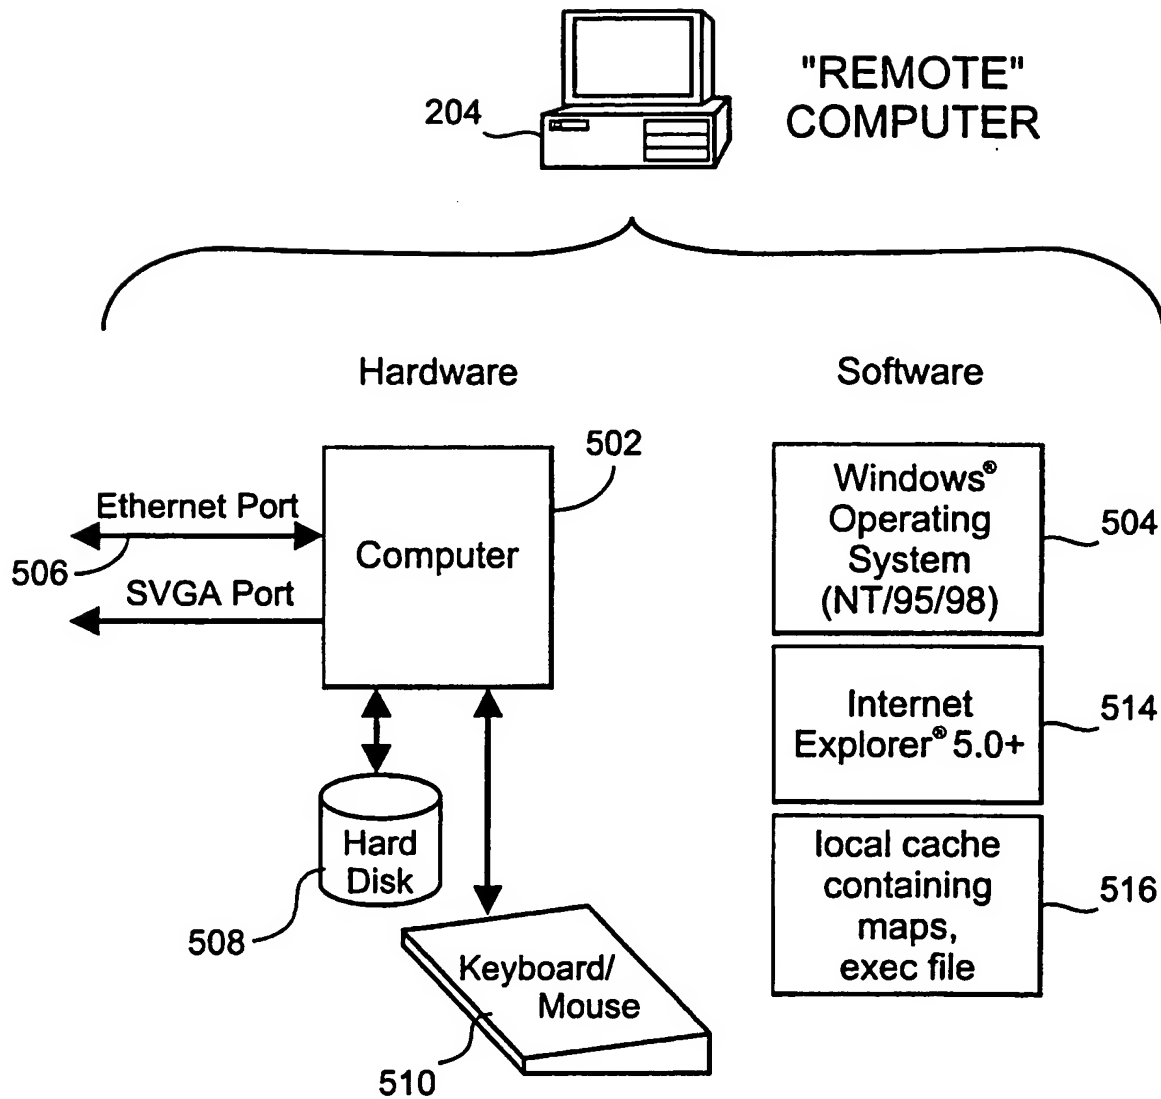 "REMOTE"
COMPUTER
204
Hardware
Software
502
Ethernet Port
506
SVGA Port
Computer
Windows®
Operating
System
(NT/95/98)
504
Internet
Explorer® 5.0+
514
Hard
Disk
508
local cache
containing
maps,
exec file
516
Keyboard/
Mouse
510